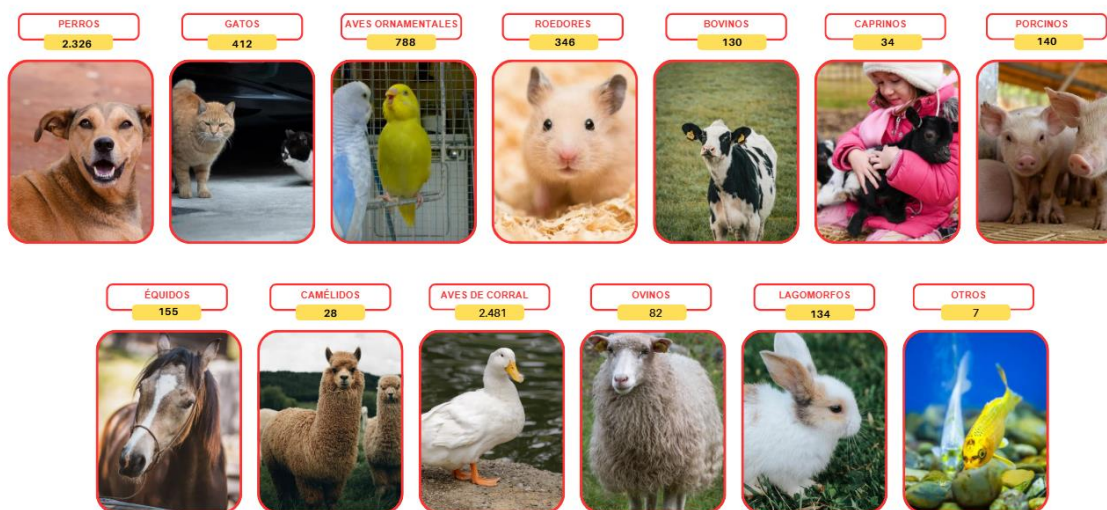 PERROS
2.326
GATOS
412
AVES ORNAMENTALES
788
ROEDORES
346
BOVINOS
130
CAPRINOS
34
PORCINOS
140
ÉQUIDOS
155
CAMÉLIDOS
28
AVES DE CORRAL
2.481
OVINOS
82
LAGOMORFOS
134
OTROS
7